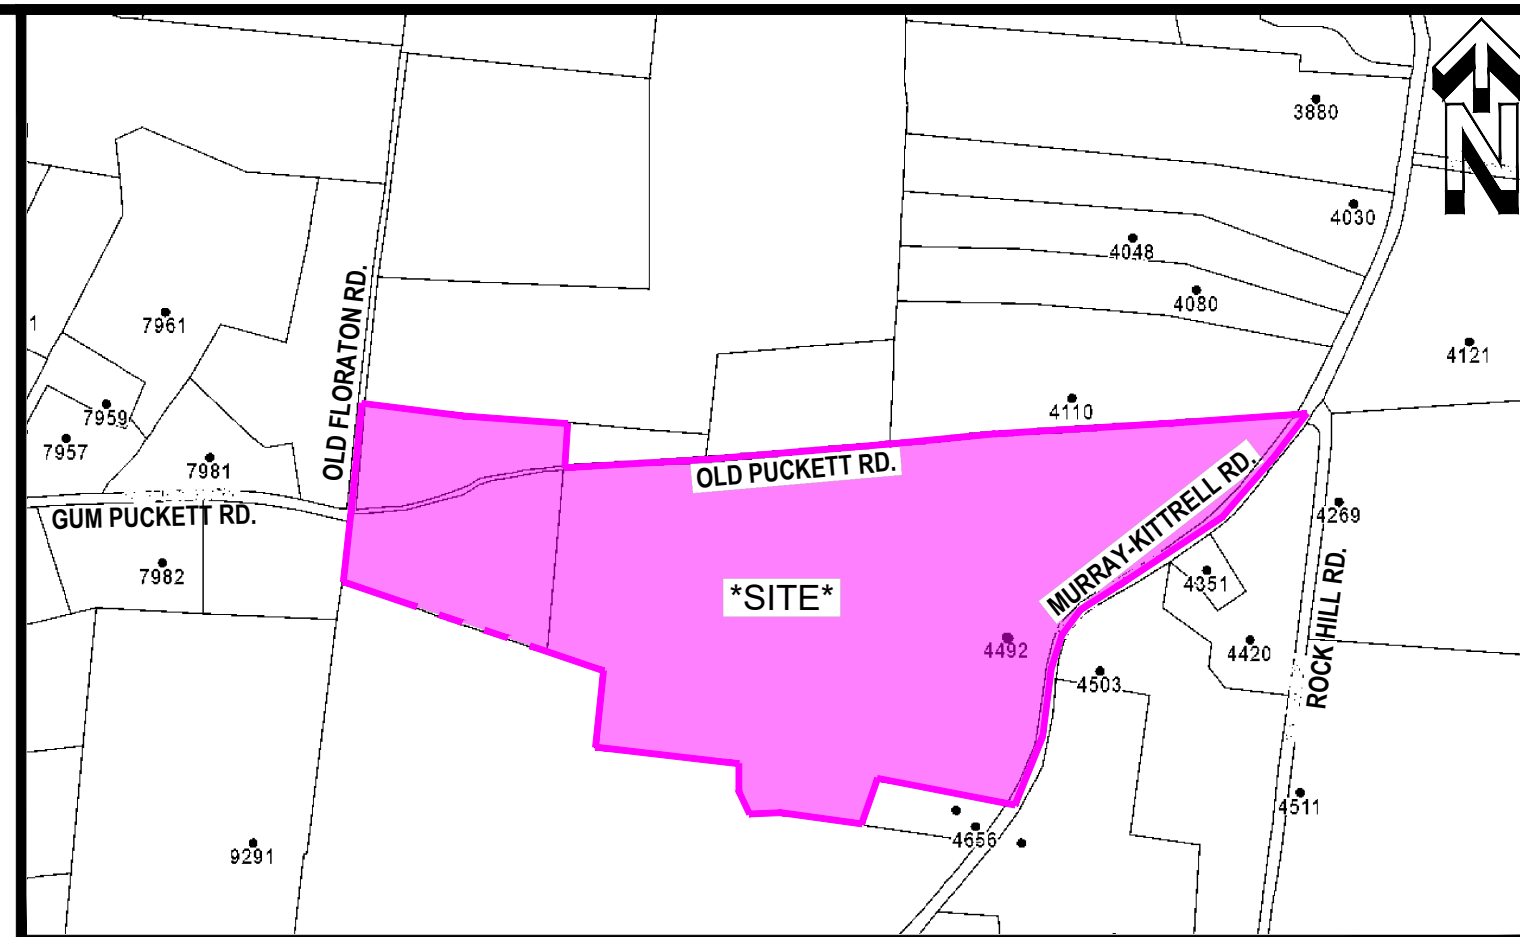 N
3880
4030
4048
4080
7961
1
4121
OLD FLORATON RD.
7959
4110
7957
7981
OLD PUCKETT RD.
GUM PUCKETT RD.
MURRAY-KITTRELL RD.
4269
7982
4351
*SITE*
ROCK HILL RD.
4492
4420
4503
4511
4656
9291